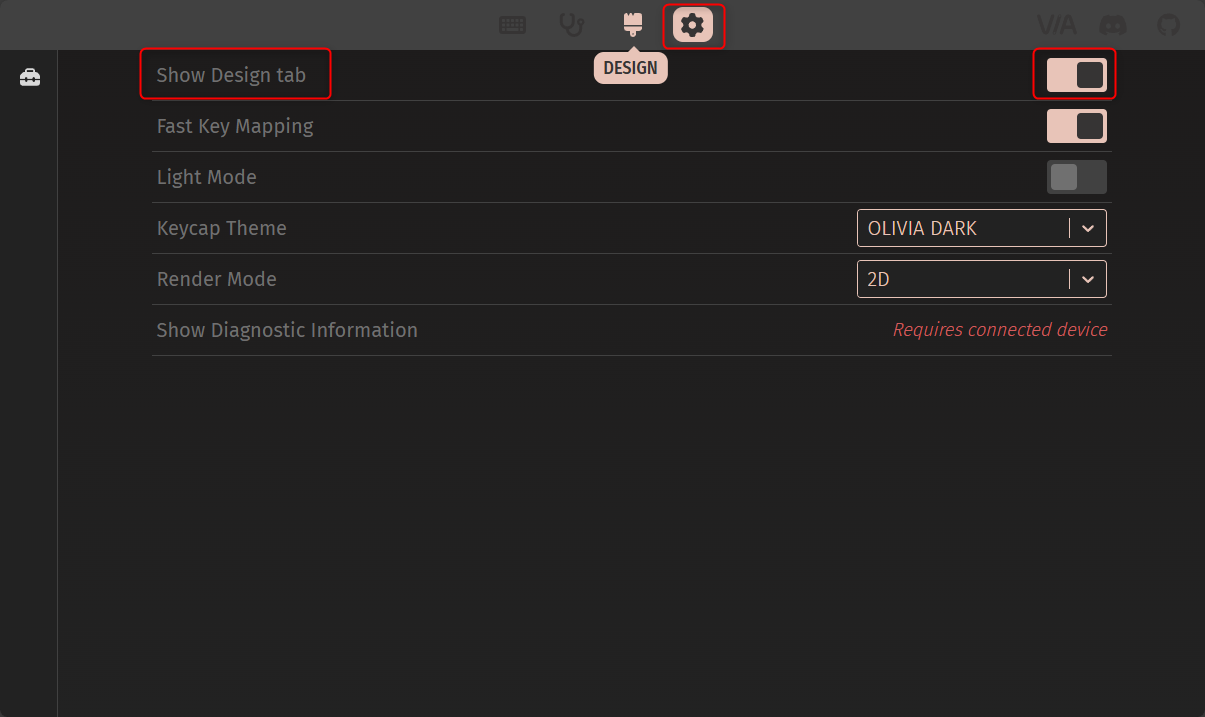 VIA
DESIGN
Show Design tab
Fast Key Mapping
Light Mode
Keycap Theme
OLIVIA DARK
Render Mode
2D
Show Diagnostic Information
Requires connected device